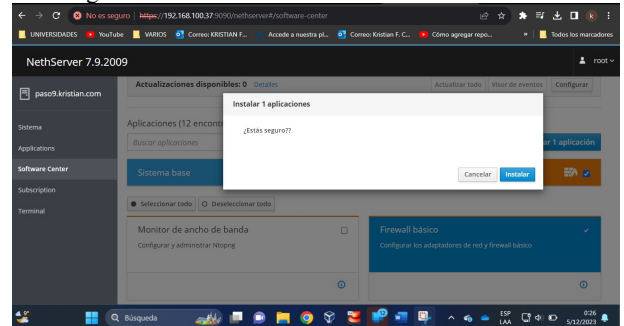 No es seguro | https://192.168.100.37:9090/nethserver#/software-center
UNIVERSIDADES YouTube VARIOS Correo: KRISTIAN F... Accede a nuestra pl... Correo: Kristian F. C... Cómo agregar repo... » Todos los marcadores
NethServer 7.9.2009 root
paso9.kristian.com
Sistema
Applications
Software Center
Subscription
Terminal
Actualizaciones disponibles: 0 Detalles Actualizar todo Visor de eventos Configurar
Instalar 1 aplicaciones
¿Estás seguro??
Cancelar Instalar
Aplicaciones (12 encont
Buscar aplicaciones ar 1 aplicación
Sistema base
Seleccionar todo Deseleccionar todo
Monitor de ancho de banda
Configurar y administrar Ntopng
Firewall básico
Configurar los adaptadores de red y firewall básico
Búsqueda ESP LAA 0:26 5/12/2023